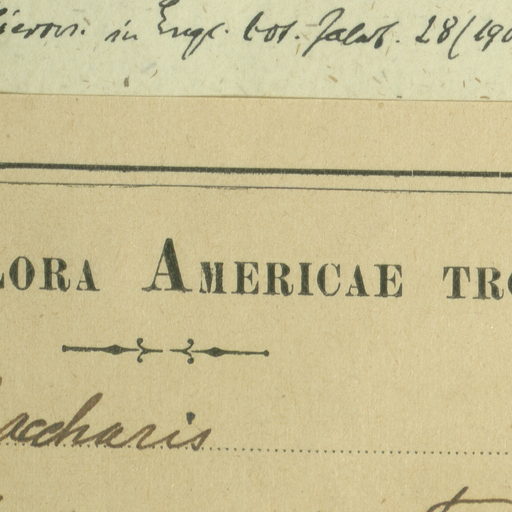 in Engl. bot. Jahrb. 28/190
LORA AMERICAE TRO
accharis